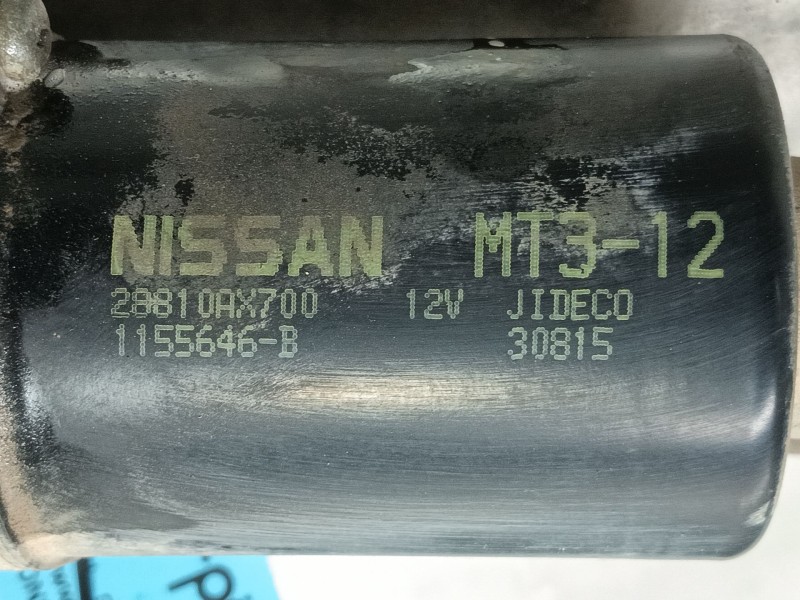 NISSAN MT3-12
28810AX700 12V JIDECO
1155646-B 30815